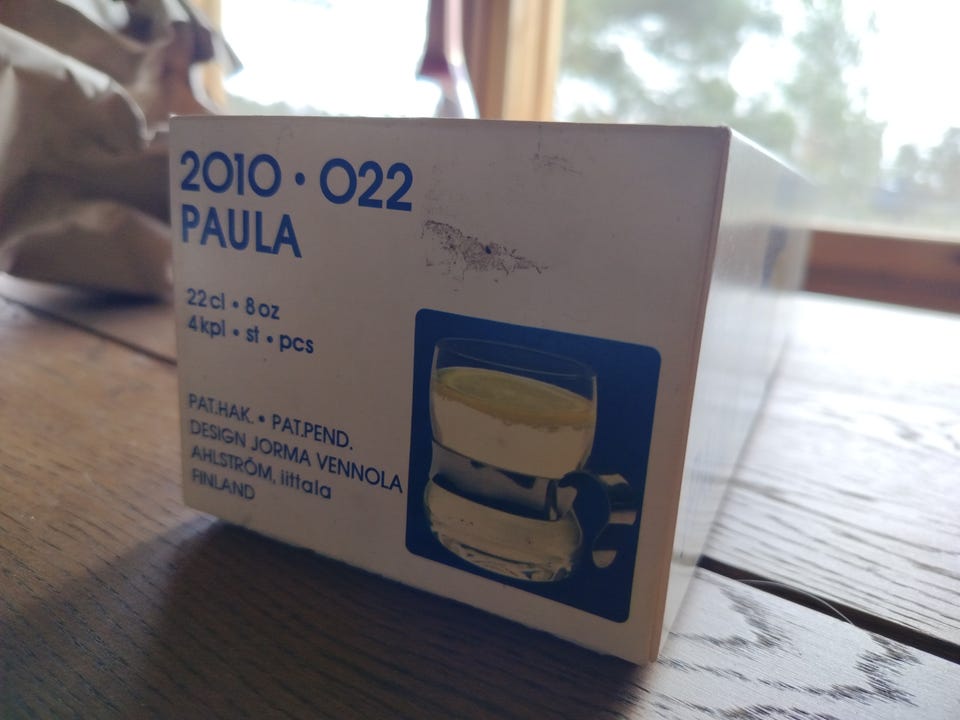 2010 • 022
PAULA
22 cl • 8 oz
4 kpl • st • pcs
PAT.HAK. • PAT.PEND.
DESIGN JORMA VENNOLA
AHLSTRÖM, iittala
FINLAND